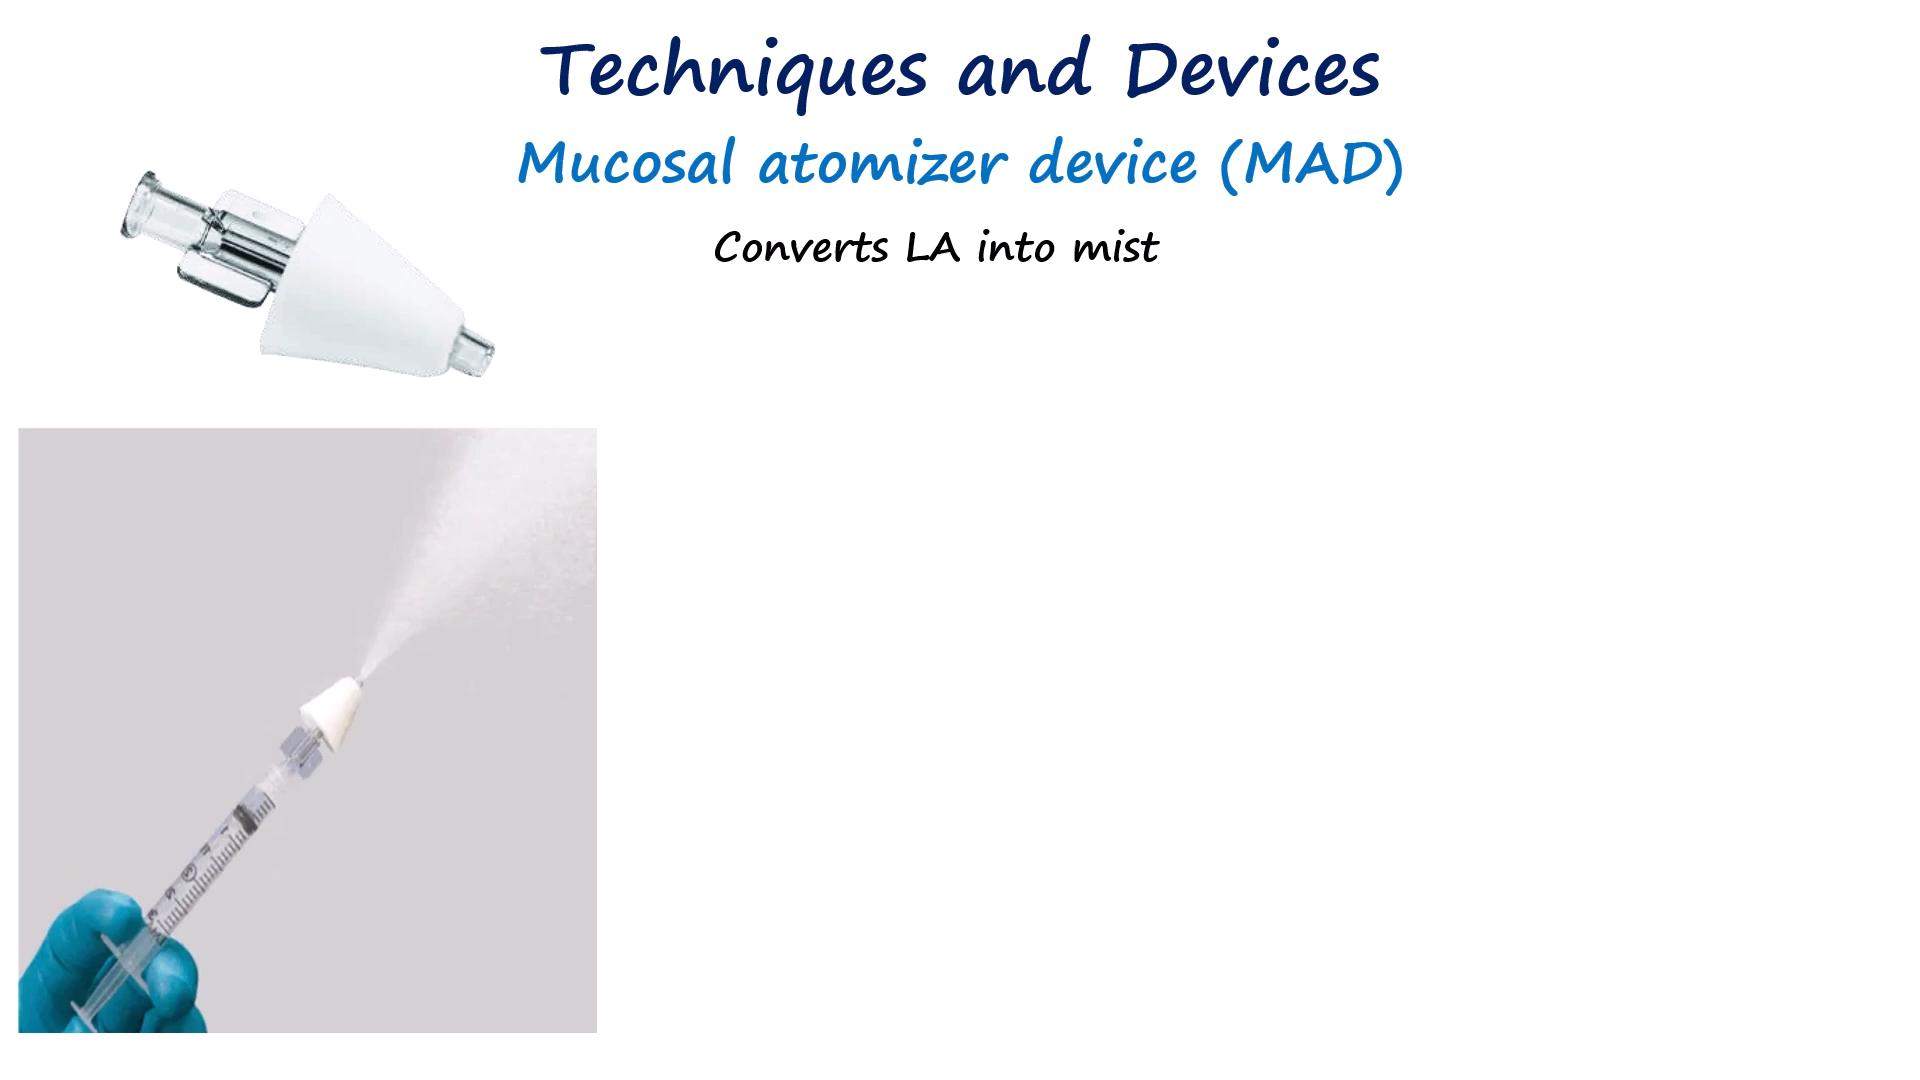 Techniques and Devices
Mucosal atomizer device (MAD)
Converts LA into mist